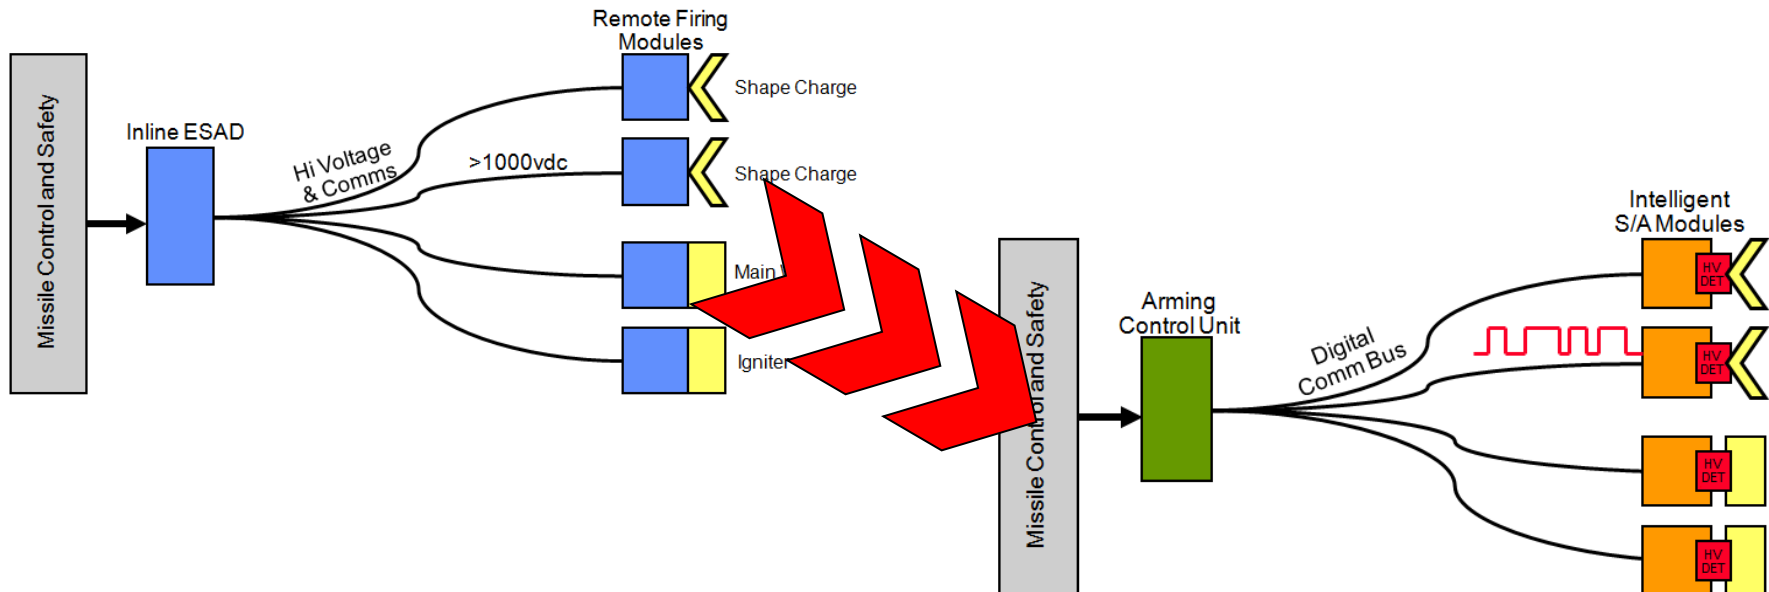 Remote Firing
Modules
Missile Control and Safety
Inline ESAD
Hi Voltage
& Comms
>1000vdc
Shape Charge
Shape Charge
Main
Igniter
Missile Control and Safety
Arming
Control Unit
Digital
Comm Bus
Intelligent
S/A Modules
HV
DET
HV
DET
HV
DET
HV
DET